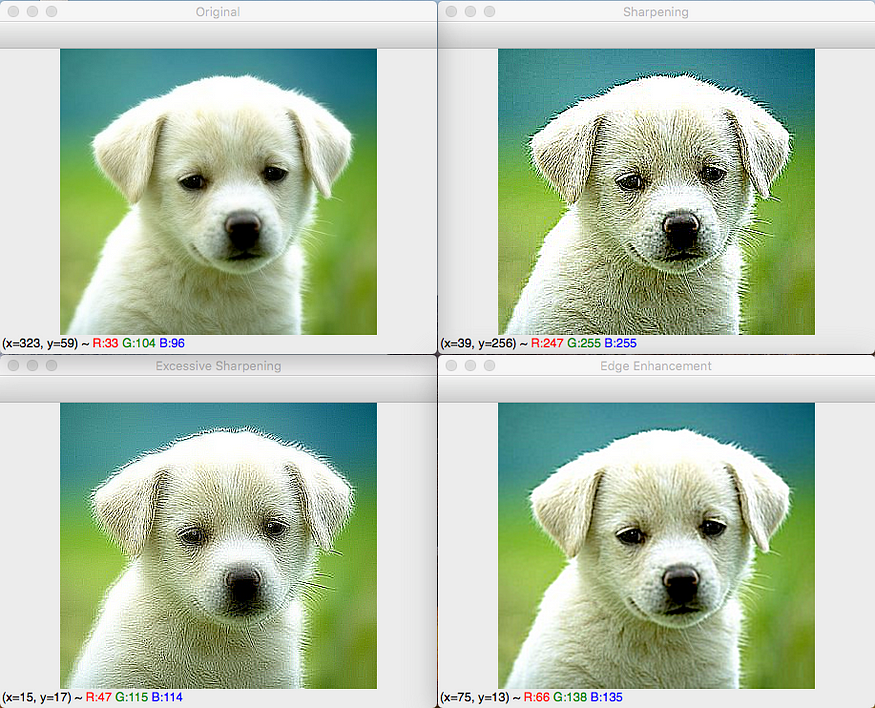 Original
Sharpening
(x=323, y=59) ~ R:33 G:104 B:96
(x=39, y=256) ~ R:247 G:255 B:255
Excessive Sharpening
Edge Enhancement
(x=15, y=17) ~ R:47 G:115 B:114
(x=75, y=13) ~ R:66 G:138 B:135